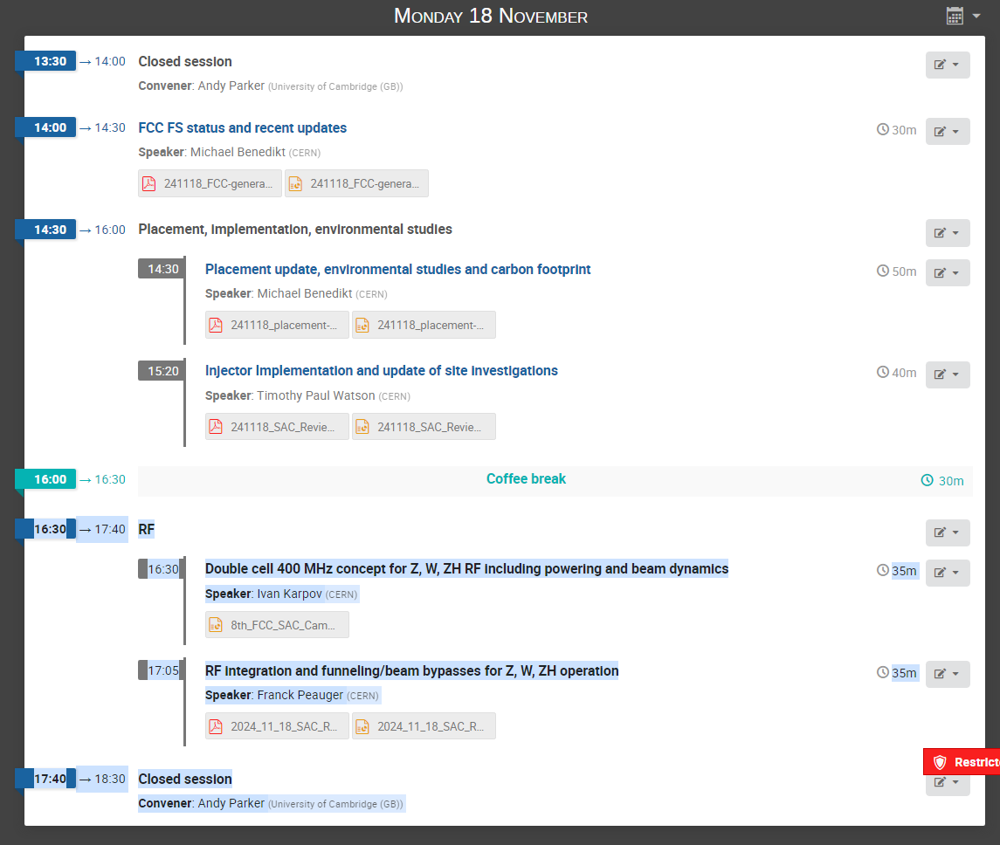 Monday 18 November
13:30 → 14:00 Closed session
Convener: Andy Parker (University of Cambridge (GB))
14:00 → 14:30 FCC FS status and recent updates 30m
Speaker: Michael Benedikt (CERN)
241118_FCC-genera... 241118_FCC-genera...
14:30 → 16:00 Placement, implementation, environmental studies
14:30 Placement update, environmental studies and carbon footprint 50m
Speaker: Michael Benedikt (CERN)
241118_placement-... 241118_placement-...
15:20 Injector implementation and update of site investigations 40m
Speaker: Timothy Paul Watson (CERN)
241118_SAC_Revie... 241118_SAC_Revie...
16:00 → 16:30 Coffee break 30m
16:30 → 17:40 RF
16:30 Double cell 400 MHz concept for Z, W, ZH RF including powering and beam dynamics 35m
Speaker: Ivan Karpov (CERN)
8th_FCC_SAC_Cam...
17:05 RF integration and funneling/beam bypasses for Z, W, ZH operation 35m
Speaker: Franck Peauger (CERN)
2024_11_18_SAC_R... 2024_11_18_SAC_R...
Restrict
17:40 → 18:30 Closed session
Convener: Andy Parker (University of Cambridge (GB))